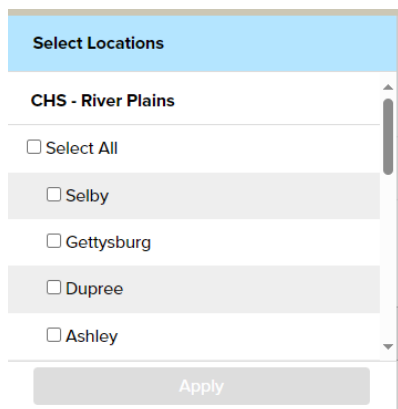 Select Locations
CHS - River Plains
Select All
Selby
Gettysburg
Dupree
Ashley
Apply